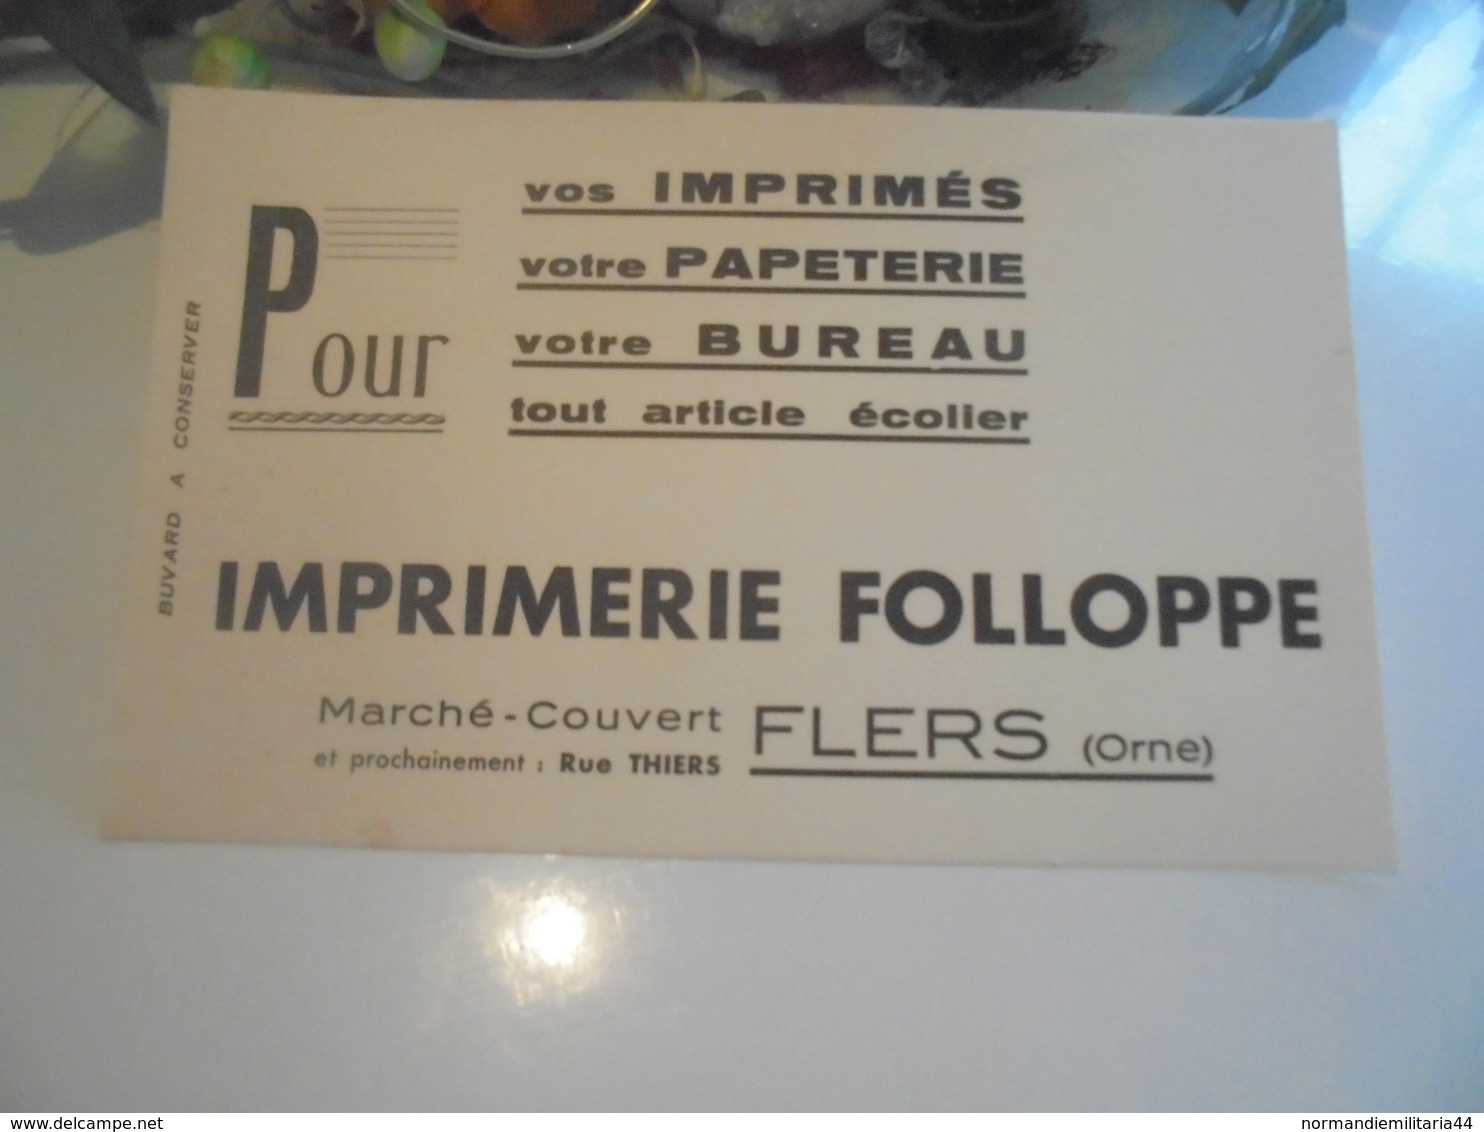 BUVARD A CONSERVER
Pour
vos IMPRIMÉS
votre PAPETERIE
votre BUREAU
tout article écolier
IMPRIMERIE FOLLOPPE
Marché-Couvert FLERS (Orne)
et prochainement : Rue THIERS
www.delcampe.net
normandiemilitaria44